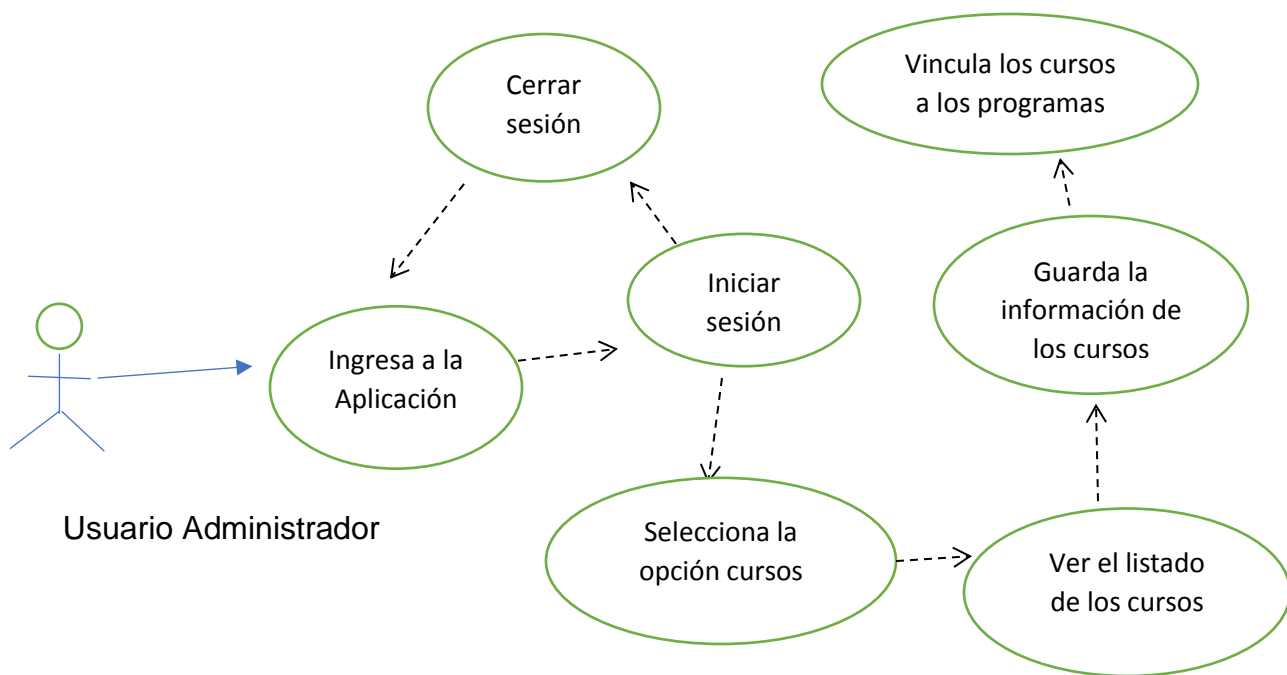 Cerrar
sesión
Vincula los cursos
a los programas
Iniciar
sesión
Guarda la
información de
los cursos
Ingresa a la
Aplicación
Usuario Administrador
Selecciona la
opción cursos
Ver el listado
de los cursos